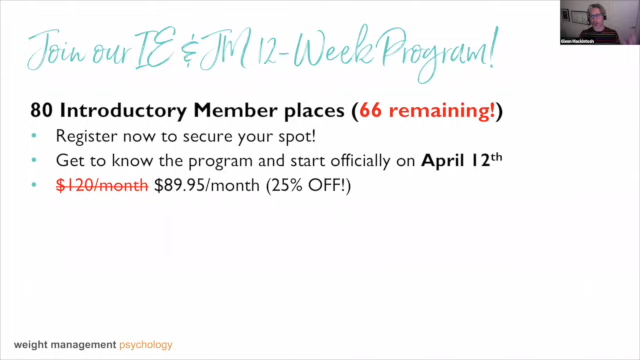 Join our IE & JM 12-Week Program!
Glenn Mackintosh
80 Introductory Member places (66 remaining!)
• Register now to secure your spot!
• Get to know the program and start officially on April 12th
• $120/month $89.95/month (25% OFF!)
weight management psychology